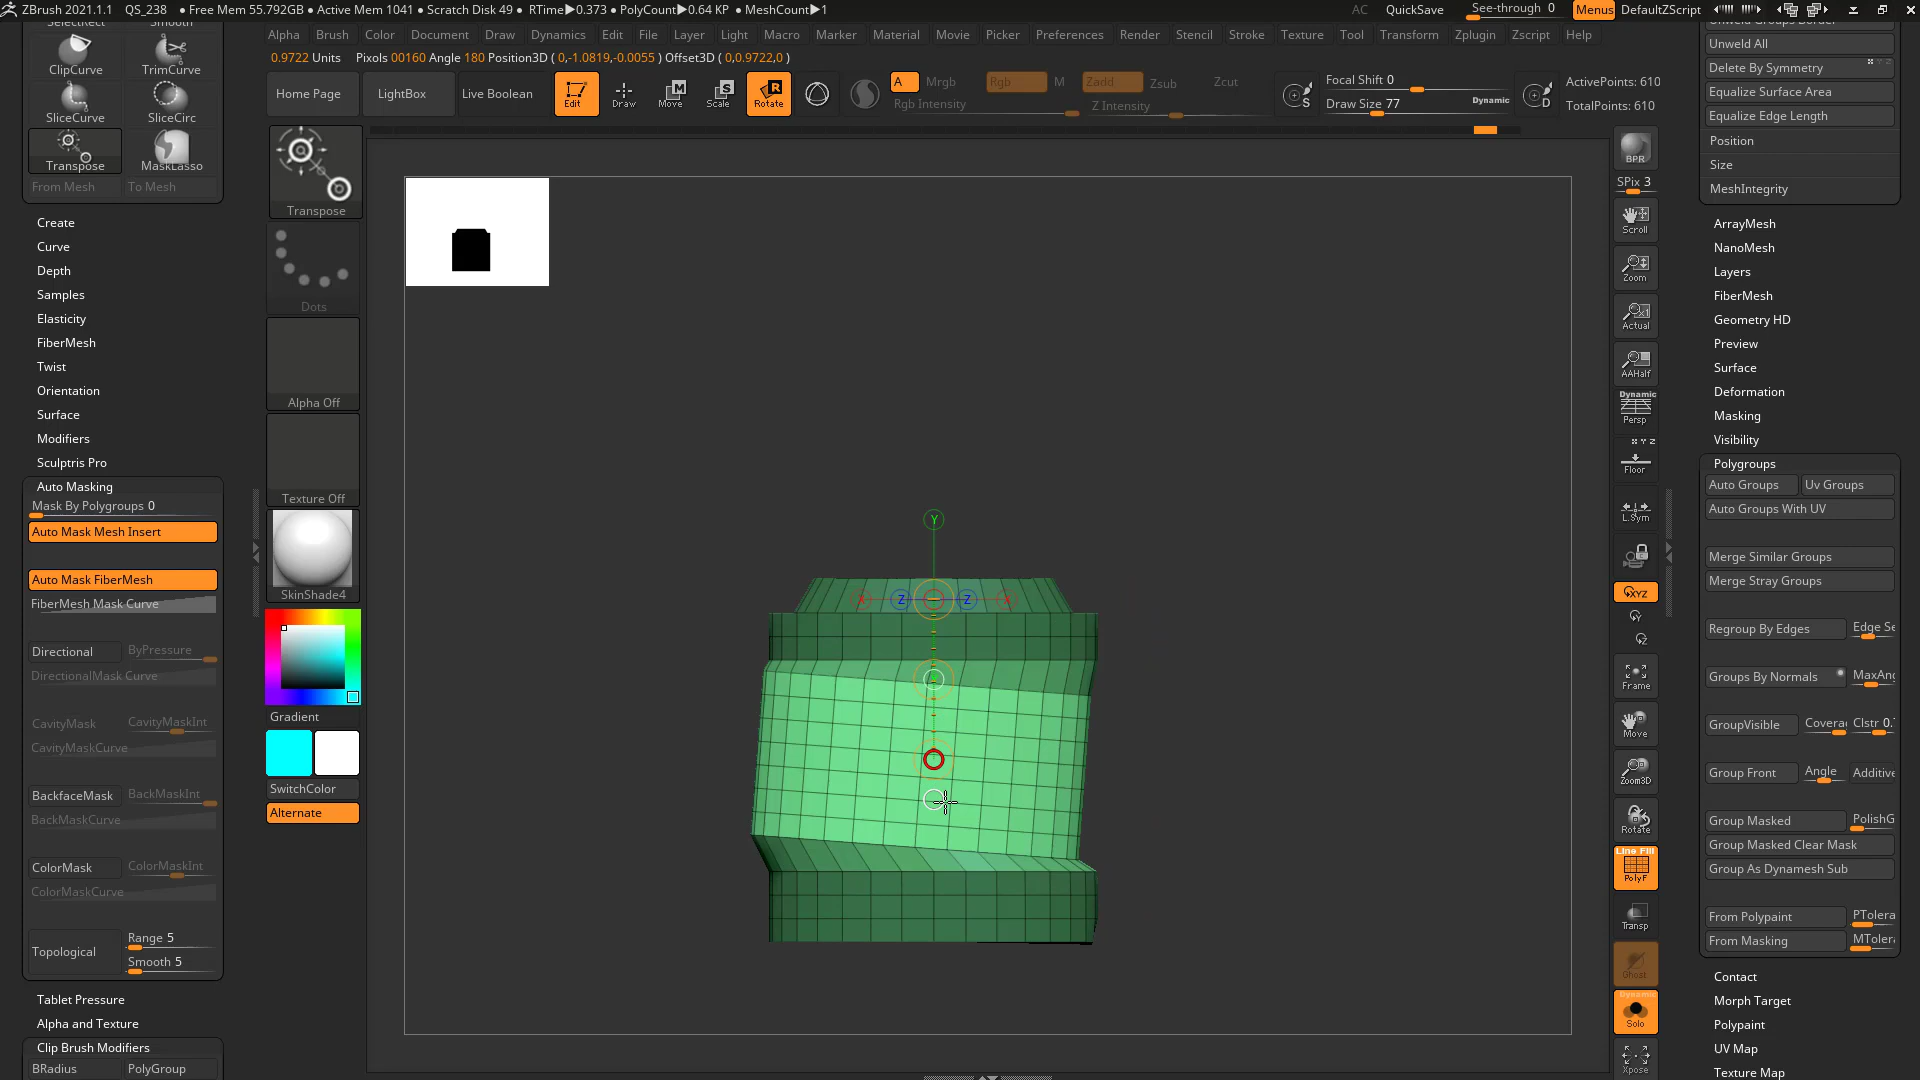 ZBrush 2021.1.1 QS_238 • Free Mem 55.792GB • Active Mem 1041 • Scratch Disk 49 • RTime▶0.373 • PolyCount▶0.64 KP • MeshCount▶1 AC QuickSave See-through 0 Menus DefaultZScript
Alpha Brush Color Document Draw Dynamics Edit File Layer Light Macro Marker Material Movie Picker Preferences Render Stencil Stroke Texture Tool Transform Zplugin Zscript Help
0.9722 Units Pixols 00160 Angle 180 Position3D ( 0,-1.0819,-0.0055 ) Offset3D ( 0,0.9722,0 )
Home Page LightBox Live Boolean Edit Draw Move Scale Rotate
A Mrgb Rgb M Zadd Zsub Zcut
Rgb Intensity Z Intensity
Focal Shift 0
Draw Size 77 Dynamic
S D
ActivePoints: 610
TotalPoints: 610
SelectRect Smooth
ClipCurve TrimCurve
SliceCurve SliceCirc
Transpose MaskLasso
From Mesh To Mesh
Create
Curve
Depth
Samples
Elasticity
FiberMesh
Twist
Orientation
Surface
Modifiers
Sculptris Pro
Auto Masking
Mask By Polygroups 0
Auto Mask Mesh Insert
Auto Mask FiberMesh
FiberMesh Mask Curve
Directional ByPressure
DirectionalMask Curve
CavityMask CavityMaskInt
CavityMaskCurve
BackfaceMask BackMaskInt
BackMaskCurve
ColorMask ColorMaskInt
ColorMaskCurve
Topological Range 5
Smooth 5
Tablet Pressure
Alpha and Texture
Clip Brush Modifiers
BRadius PolyGroup
Transpose
Dots
Alpha Off
Texture Off
SkinShade4
Gradient
SwitchColor
Alternate
Y
X Z Z X
BPR
SPix 3
Scroll
Zoom
Actual
AAHalf
Dynamic
Persp
X Y Z
Floor
L.Sym
XYZ
Y
Z
Frame
Move
Zoom3D
Rotate
Line Fill
PolyF
Transp
Ghost
Dynamic
Solo
Xpose
Unweld Groups Border
Unweld All
Delete By Symmetry
Equalize Surface Area
Equalize Edge Length
Position
Size
MeshIntegrity
ArrayMesh
NanoMesh
Layers
FiberMesh
Geometry HD
Preview
Surface
Deformation
Masking
Visibility
Polygroups
Auto Groups Uv Groups
Auto Groups With UV
Merge Similar Groups
Merge Stray Groups
Regroup By Edges Edge Se
Groups By Normals MaxAng
GroupVisible Covera Clstr 0.
Group Front Angle Additive
Group Masked PolishG
Group Masked Clear Mask
Group As Dynamesh Sub
From Polypaint PTolera
From Masking MTolera
Contact
Morph Target
Polypaint
UV Map
Texture Map